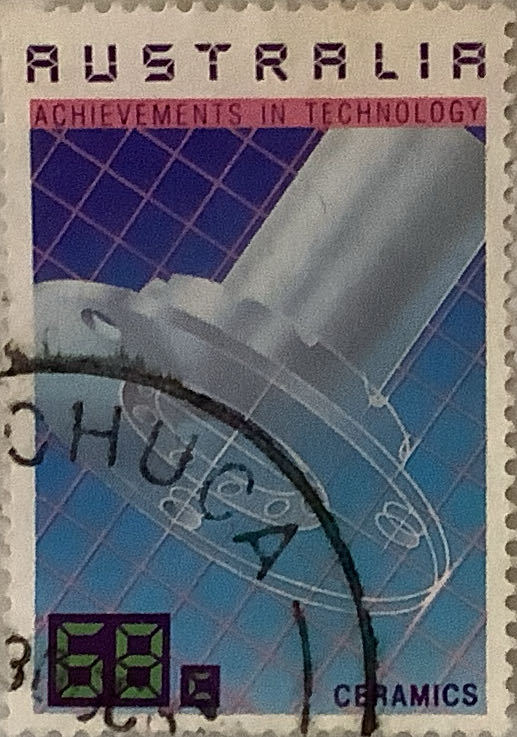 AUSTRALIA
ACHIEVEMENTS IN TECHNOLOGY
CHUCA
68c
CERAMICS